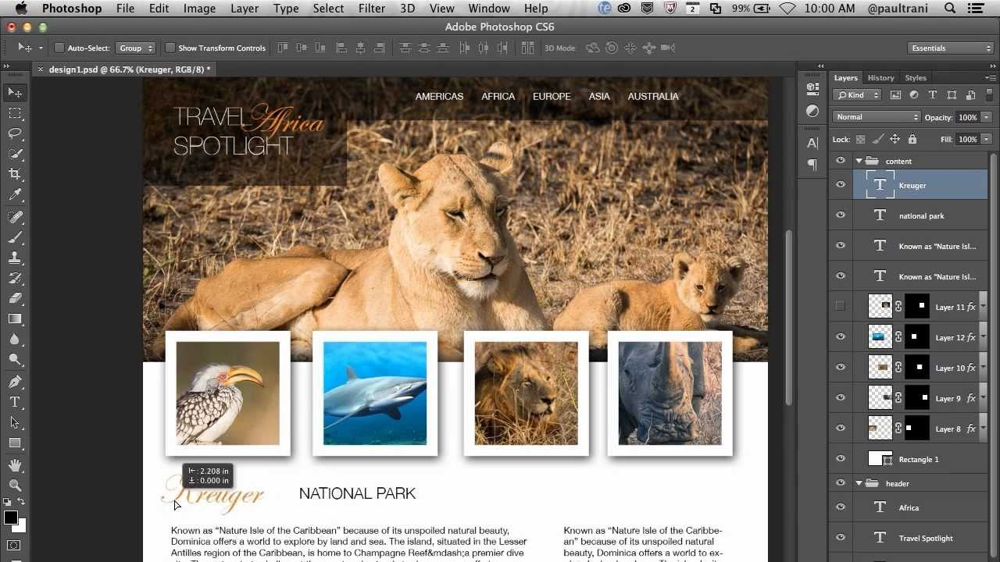 Photoshop File Edit Image Layer Type Select Filter 3D View Window Help 2 99% 10:00 AM @paultrani
Adobe Photoshop CS6
Auto-Select: Group Show Transform Controls 3D Mode: Essentials
× design1.psd @ 66.7% (Kreuger, RGB/8) *
Layers History Styles
Kind
Normal Opacity: 100%
Lock: Fill: 100%
content
Kreuger
national park
Known as "Nature Isl...
Known as "Nature Isl...
Layer 11 fx
Layer 12 fx
Layer 10 fx
Layer 9 fx
Layer 8 fx
Rectangle 1
header
Africa
Travel Spotlight
AMERICAS AFRICA EUROPE ASIA AUSTRALIA
TRAVEL Africa
SPOTLIGHT
: 2.208 in
: 0.000 in
Kreuger NATIONAL PARK
Known as “Nature Isle of the Caribbean” because of its unspoiled natural beauty,
Dominica offers a world to explore by land and sea. The island, situated in the Lesser
Antilles region of the Caribbean, is home to Champagne Reef&mdash;a premier dive
Known as “Nature Isle of the Caribbe-
an” because of its unspoiled natural
beauty, Dominica offers a world to ex-